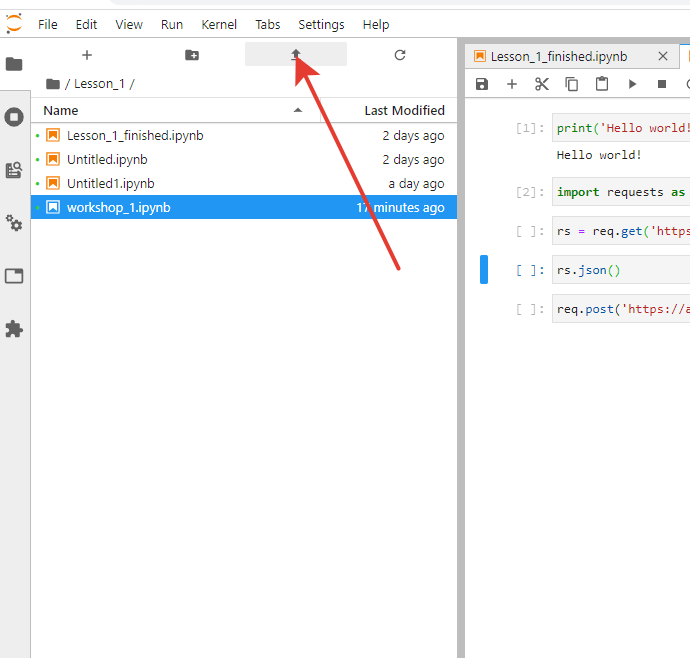 File Edit View Run Kernel Tabs Settings Help
/ Lesson_1 /
Name Last Modified
Lesson_1_finished.ipynb 2 days ago
Untitled.ipynb 2 days ago
Untitled1.ipynb a day ago
workshop_1.ipynb 17 minutes ago
Lesson_1_finished.ipynb
[1]: print('Hello world!
Hello world!
[2]: import requests as
[ ]: rs = req.get('https
[ ]: rs.json()
[ ]: req.post('https://a